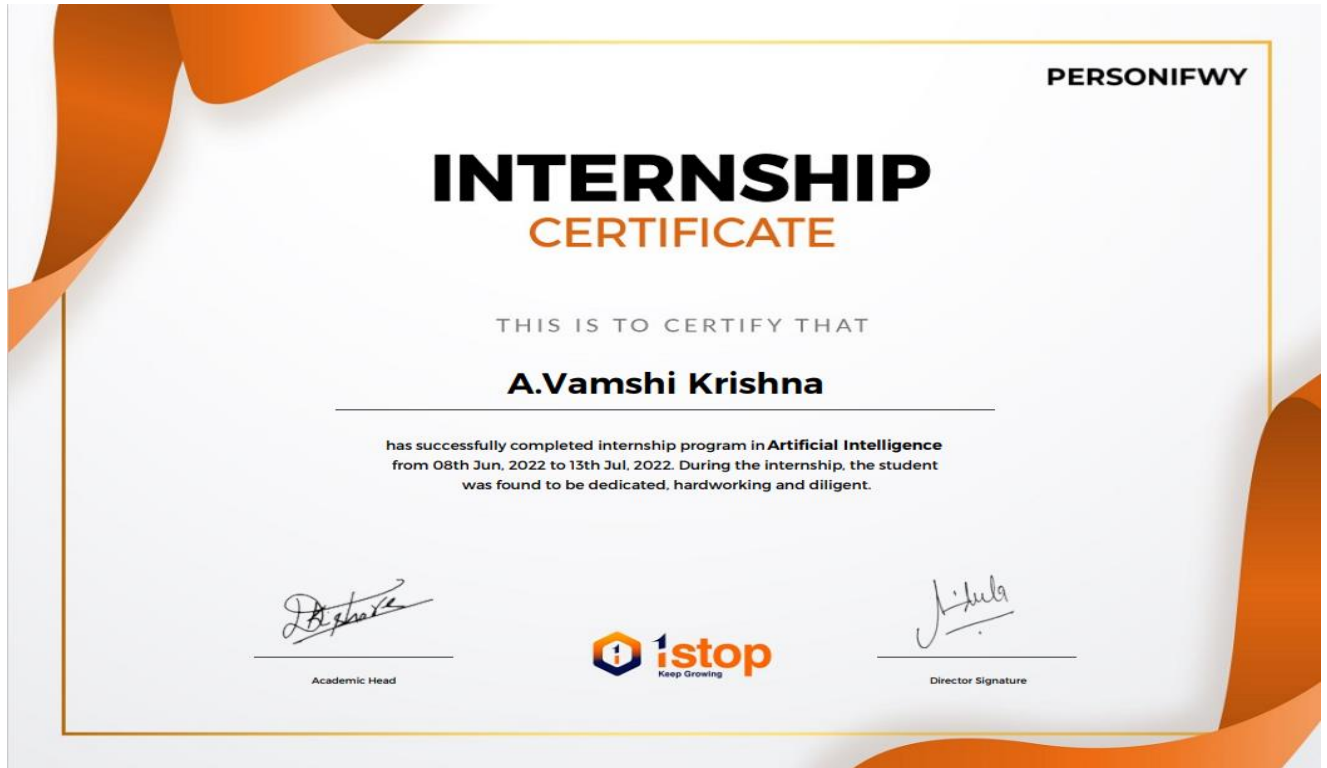 PERSONIFWY
INTERNSHIP
CERTIFICATE
THIS IS TO CERTIFY THAT
A.Vamshi Krishna
has successfully completed internship program in Artificial Intelligence
from 08th Jun, 2022 to 13th Jul, 2022. During the internship, the student
was found to be dedicated, hardworking and diligent.
1stop
Keep Growing
Academic Head
Director Signature